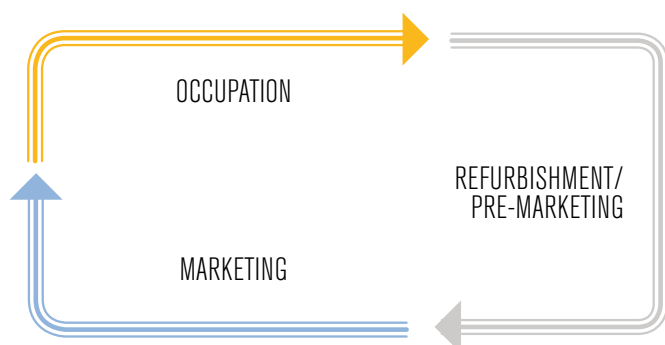 OCCUPATION
REFURBISHMENT/
PRE-MARKETING
MARKETING